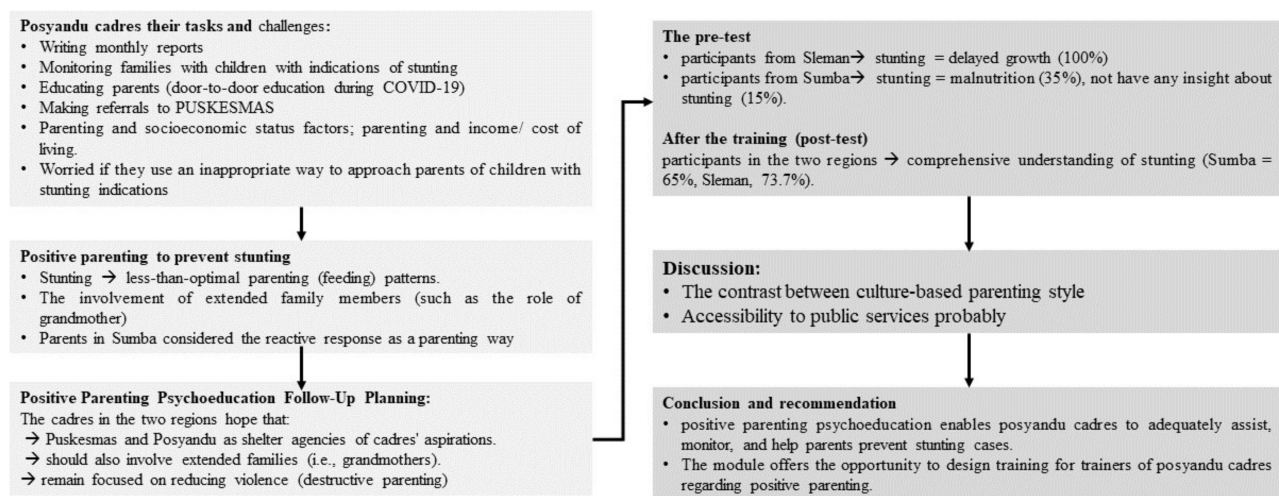 Posyandu cadres their tasks and challenges:
• Writing monthly reports
• Monitoring families with children with indications of stunting
• Educating parents (door-to-door education during COVID-19)
• Making referrals to PUSKESMAS
• Parenting and socioeconomic status factors; parenting and income/ cost of
living.
• Worried if they use an inappropriate way to approach parents of children with
stunting indications
Positive parenting to prevent stunting
• Stunting → less-than-optimal parenting (feeding) patterns.
• The involvement of extended family members (such as the role of
grandmother)
• Parents in Sumba considered the reactive response as a parenting way
Positive Parenting Psychoeducation Follow-Up Planning:
The cadres in the two regions hope that:
→ Puskesmas and Posyandu as shelter agencies of cadres' aspirations.
→ should also involve extended families (i.e., grandmothers).
→ remain focused on reducing violence (destructive parenting)
The pre-test
• participants from Sleman→ stunting = delayed growth (100%)
• participants from Sumba→ stunting = malnutrition (35%), not have any insight about
stunting (15%).
After the training (post-test)
participants in the two regions → comprehensive understanding of stunting (Sumba =
65%, Sleman, 73.7%).
Discussion:
• The contrast between culture-based parenting style
• Accessibility to public services probably
Conclusion and recommendation
• positive parenting psychoeducation enables posyandu cadres to adequately assist,
monitor, and help parents prevent stunting cases.
• The module offers the opportunity to design training for trainers of posyandu cadres
regarding positive parenting.